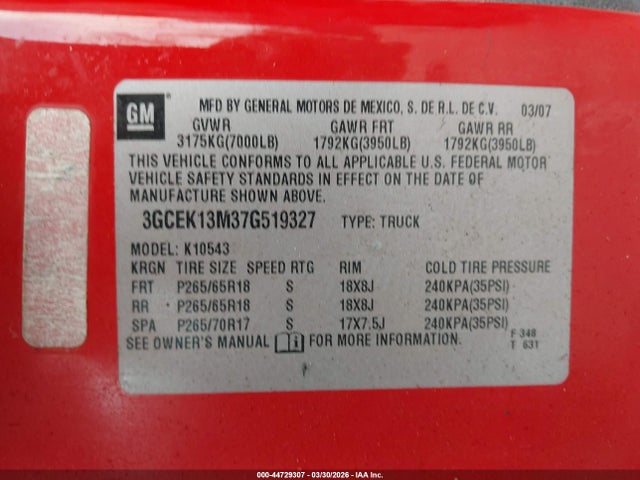 GM MFD BY GENERAL MOTORS DE MEXICO, S. DE R.L. DE C.V. 03/07
GVWR GAWR FRT GAWR RR
3175KG(7000LB) 1792KG(3950LB) 1792KG(3950LB)
THIS VEHICLE CONFORMS TO ALL APPLICABLE U.S. FEDERAL MOTOR
VEHICLE SAFETY STANDARDS IN EFFECT ON THE DATE OF
MANUFACTURE SHOWN ABOVE.
3GCEK13M37G519327 TYPE: TRUCK
MODEL: K10543
KRGN TIRE SIZE SPEED RTG RIM COLD TIRE PRESSURE
FRT P265/65R18 S 18X8J 240KPA(35PSI)
RR P265/65R18 S 18X8J 240KPA(35PSI)
SPA P265/70R17 S 17X7.5J 240KPA(35PSI)
SEE OWNER'S MANUAL FOR MORE INFORMATION.
F 348
T 631
000-44729307 - 03/30/2026 - IAA Inc.